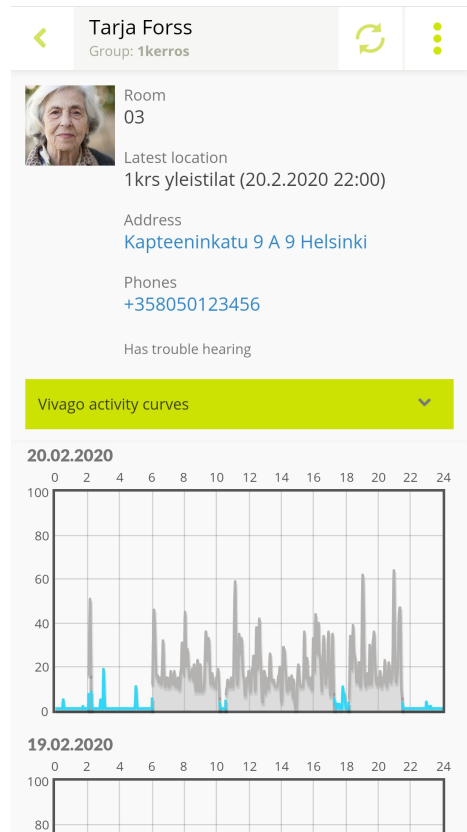 Tarja Forss
Group: 1kerros
Room
03
Latest location
1krs yleistilat (20.2.2020 22:00)
Address
Kapteeninkatu 9 A 9 Helsinki
Phones
+358050123456
Has trouble hearing
Vivago activity curves
20.02.2020
0 2 4 6 8 10 12 14 16 18 20 22 24
100
80
60
40
20
0
19.02.2020
0 2 4 6 8 10 12 14 16 18 20 22 24
100
80